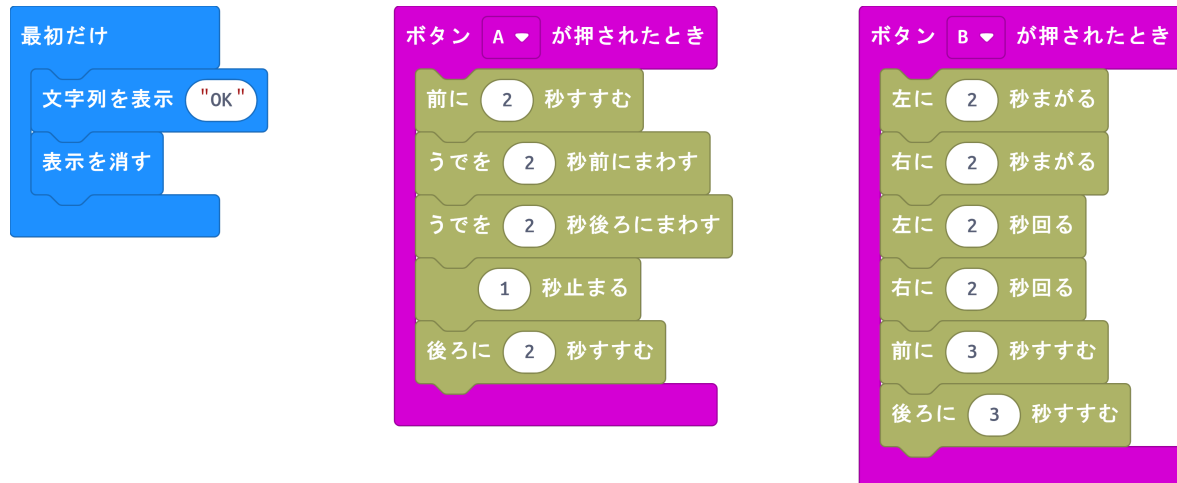 最初だけ
文字列を表示 "OK"
表示を消す
ボタン A が押されたとき
前に 2 秒すすむ
うでを 2 秒前にまわす
うでを 2 秒後ろにまわす
1 秒止まる
後ろに 2 秒すすむ
ボタン B が押されたとき
左に 2 秒まがる
右に 2 秒まがる
左に 2 秒回る
右に 2 秒回る
前に 3 秒すすむ
後ろに 3 秒すすむ